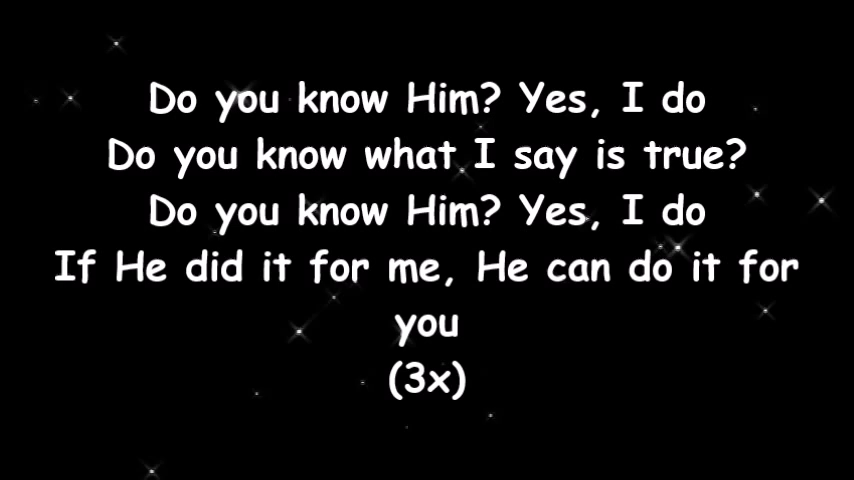 Do you know Him? Yes, I do
Do you know what I say is true?
Do you know Him? Yes, I do
If He did it for me, He can do it for
you
(3x)